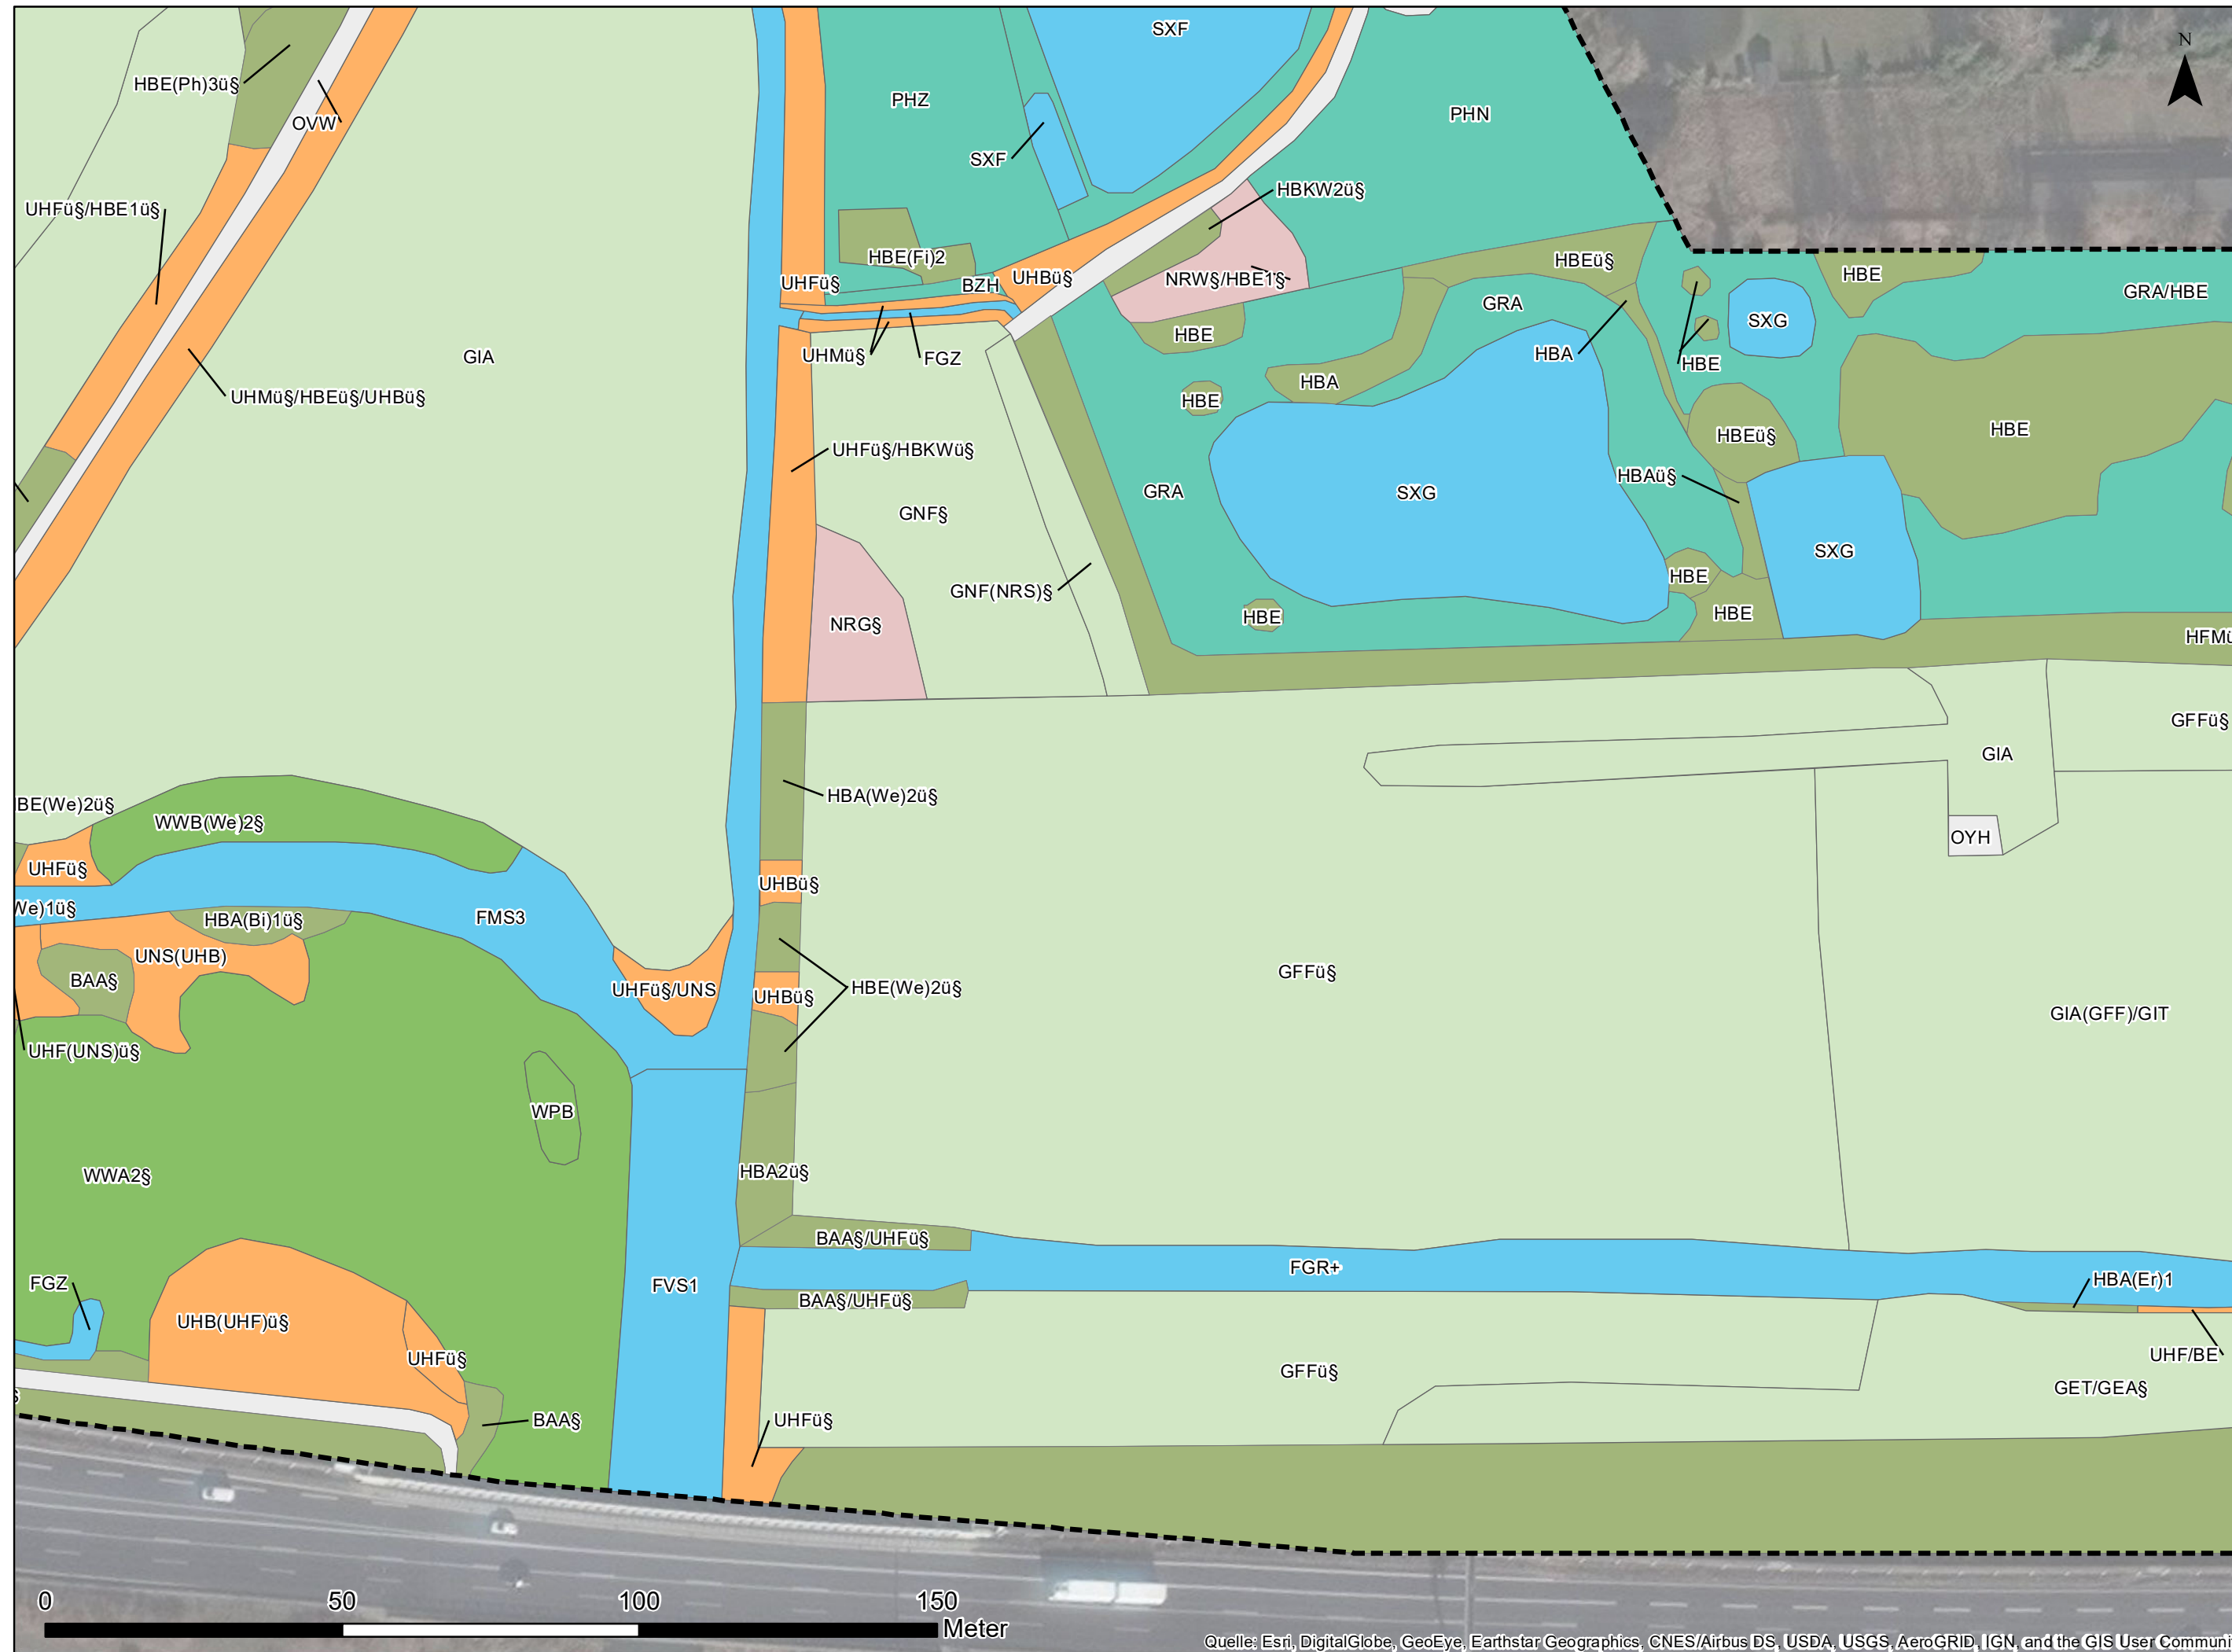 SXF
N
HBE(Ph)3ü§
PHZ
PHN
OVW
SXF
HBKW2ü§
UHFü§/HBE1ü§
HBE(Fi)2
HBEü§
UHFü§
BZH
UHBü§
NRW§/HBE1§
HBE
GRA/HBE
GRA
SXG
HBE
UHMü§
FGZ
GIA
HBA
HBE
HBA
UHMü§/HBEü§/UHBü§
HBE
HBEü§
HBE
UHFü§/HBKWü§
HBAü§
GRA
SXG
GNF§
SXG
HBE
GNF(NRS)§
HBE
HBE
NRG§
HFMü
GFFü§
GIA
HBA(We)2ü§
BE(We)2ü§
WWB(We)2§
OYH
UHFü§
UHBü§
We)1ü§
HBA(Bi)1ü§
FMS3
UNS(UHB)
BAA§
UHFü§/UNS
UHBü§
HBE(We)2ü§
GFFü§
GIA(GFF)/GIT
UHF(UNS)ü§
WPB
WWA2§
HBA2ü§
BAA§/UHFü§
FGR+
FGZ
FVS1
HBA(Er)1
BAA§/UHFü§
UHB(UHF)ü§
UHFü§
UHF/BE
GFFü§
GET/GEA§
BAA§
UHFü§
0 50 100 150
Meter
Quelle: Esri, DigitalGlobe, GeoEye, Earthstar Geographics, CNES/Airbus DS, USDA, USGS, AeroGRID, IGN, and the GIS User Communi